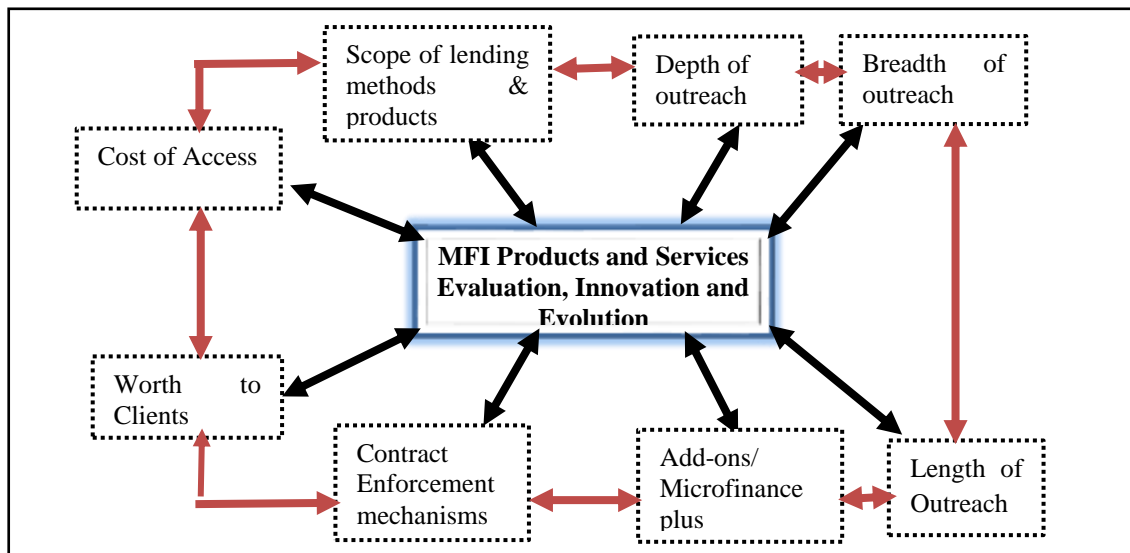 Scope of lending
methods &
products
Depth of
outreach
Breadth of
outreach
Cost of Access
MFI Products and Services
Evaluation, Innovation and
Evolution
Worth to
Clients
Contract
Enforcement
mechanisms
Add-ons/
Microfinance
plus
Length of
Outreach